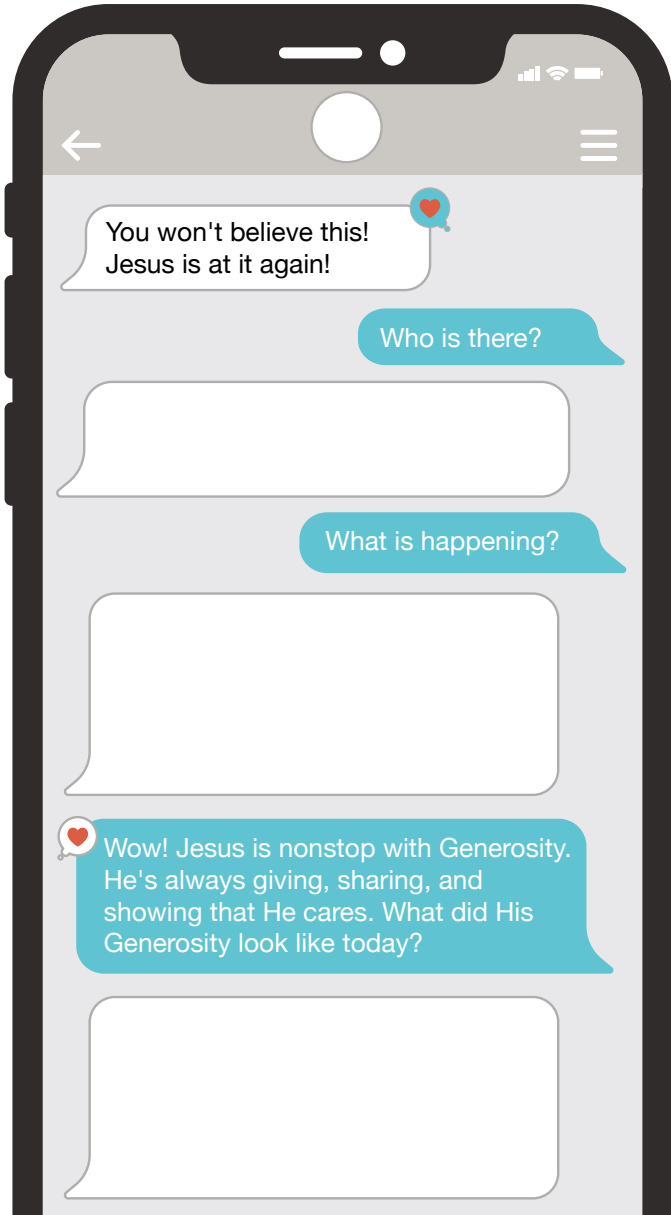 You won't believe this!
Jesus is at it again!
Who is there?
What is happening?
Wow! Jesus is nonstop with Generosity.
He's always giving, sharing, and
showing that He cares. What did His
Generosity look like today?